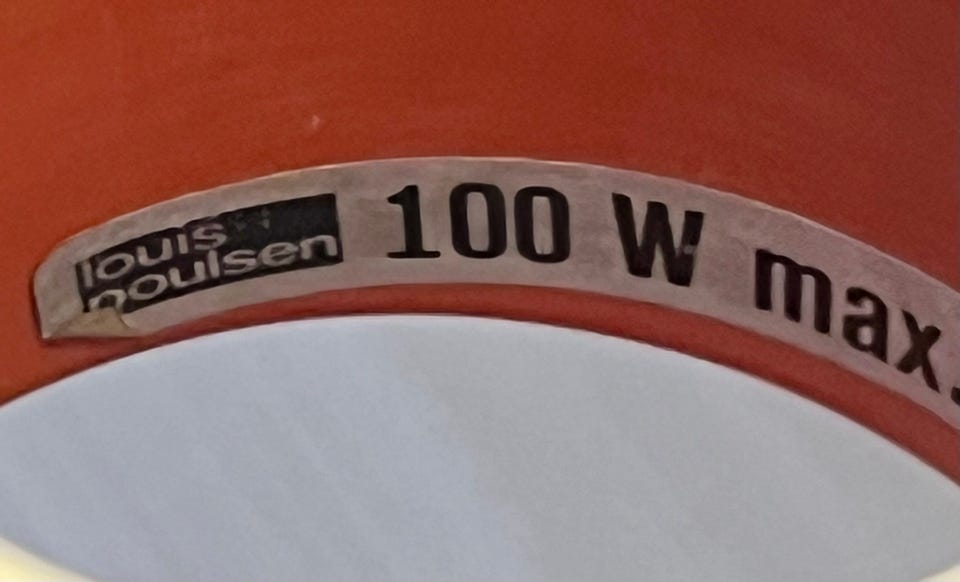 louis
poulsen
100 W max.